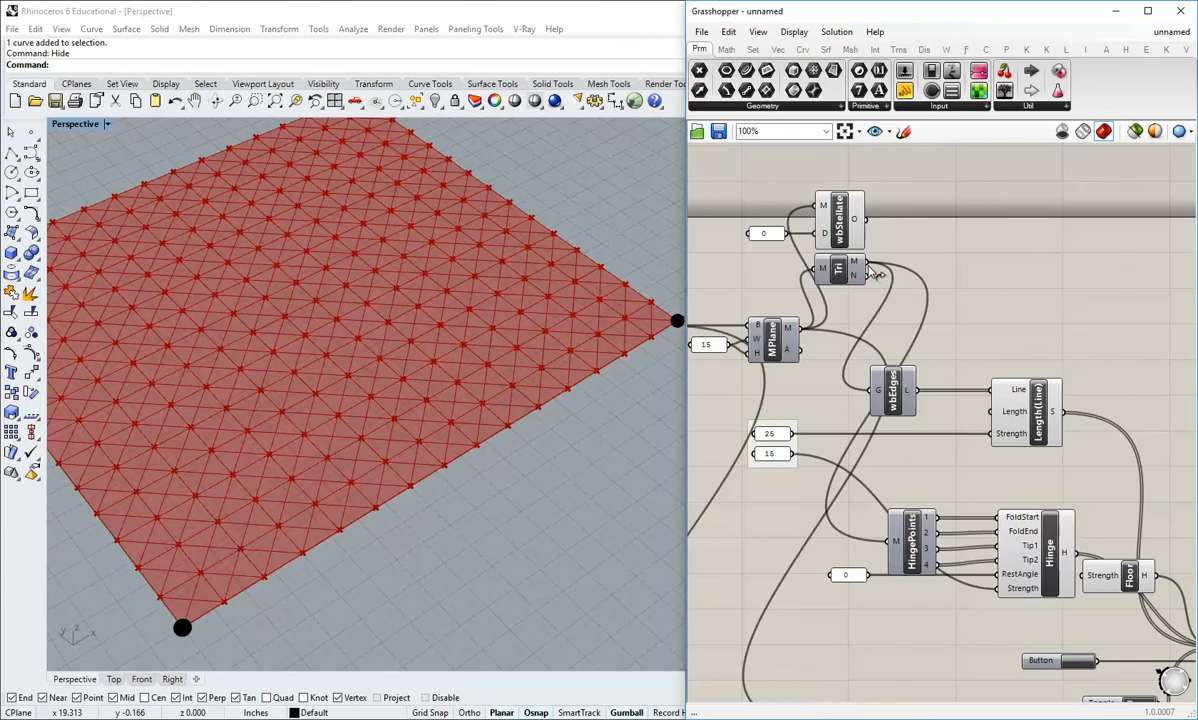 Rhinoceros 6 Educational - [Perspective]
File Edit View Curve Surface Solid Mesh Dimension Transform Tools Analyze Render Panels Paneling Tools V-Ray Help
1 curve added to selection.
Command: Hide
Command:
Standard CPlanes Set View Display Select Viewport Layout Visibility Transform Curve Tools Surface Tools Solid Tools Mesh Tools Render To
Perspective
z
y x
Perspective Top Front Right
End Near Point Mid Cen Int Perp Tan Quad Knot Vertex Project Disable
CPlane x 19.313 y -0.166 z 0.000 Inches Default Grid Snap Ortho Planar Osnap SmartTrack Gumball Record H
Grasshopper - unnamed
File Edit View Display Solution Help unnamed
Prm Math Set Vec Crv Srf Msh Int Trns Dis W F C X P K K L I A H E V
Geometry Primitive Input Util
100%
M wbStellate O
D
0
M Tri M
N
B MPlane M
W
H A
15
G wbEdges L
Line Length(Line) S
Length
Strength
25
15
M HingePoints 1
2
3
4
FoldStart Hinge H
FoldEnd
Tip1
Tip2
RestAngle
Strength
0
Strength Floor H
Button
...
1.0.0007